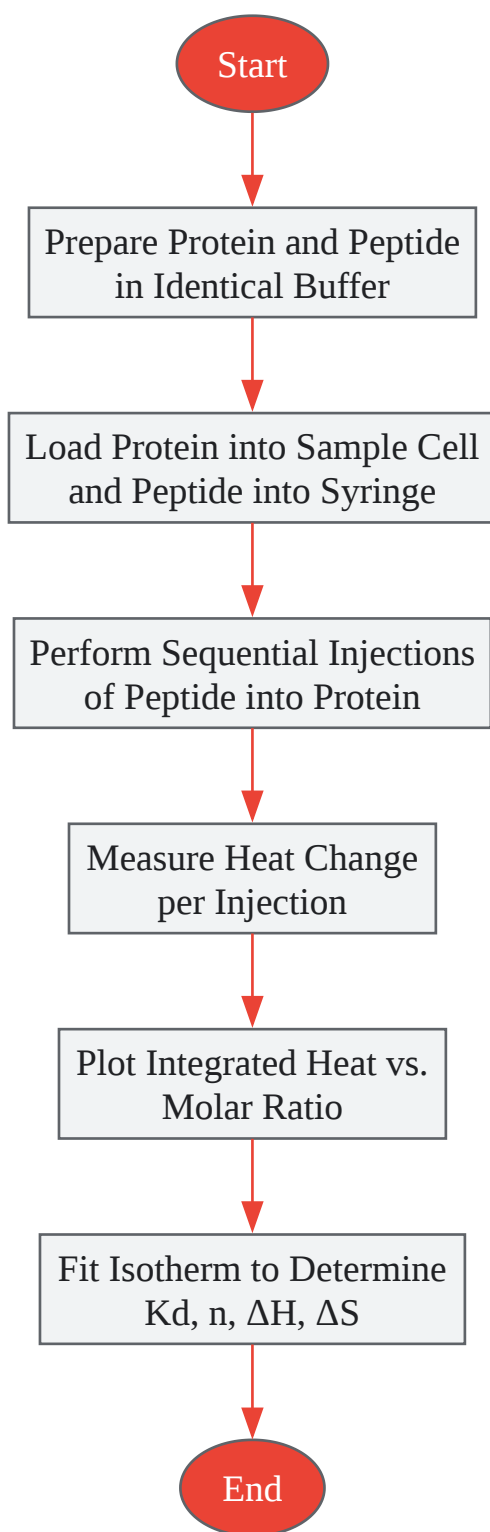 Start
Prepare Protein and Peptide
in Identical Buffer
Load Protein into Sample Cell
and Peptide into Syringe
Perform Sequential Injections
of Peptide into Protein
Measure Heat Change
per Injection
Plot Integrated Heat vs.
Molar Ratio
Fit Isotherm to Determine
Kd, n, ΔH, ΔS
End